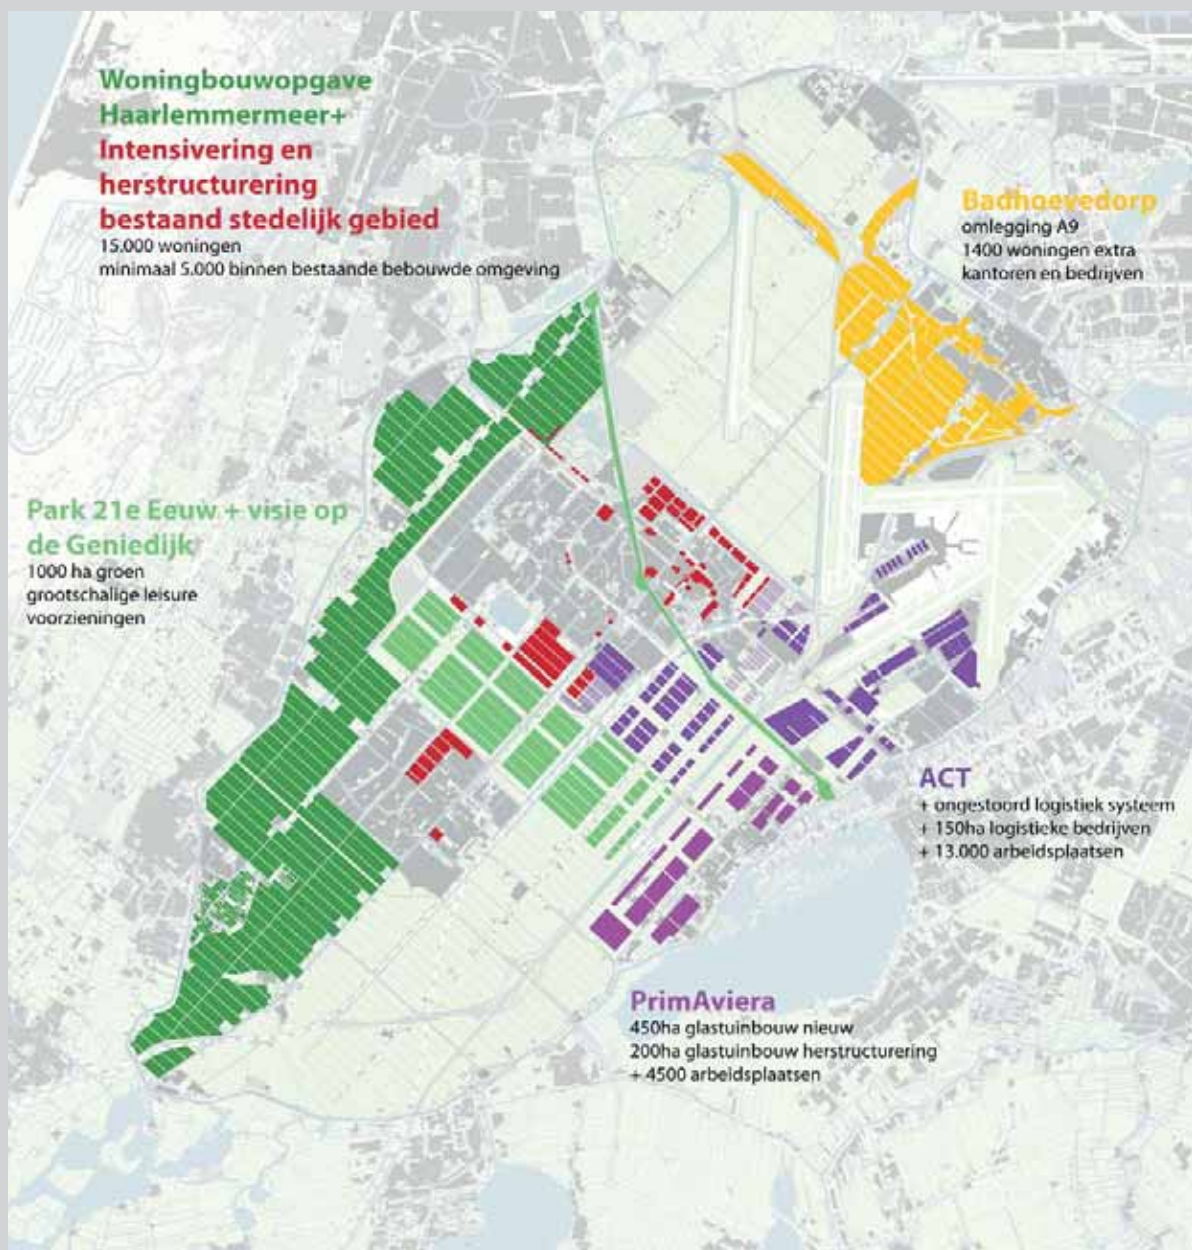 Woningbouwopgave
Haarlemmermeer+
Intensivering en
herstructurering
bestaand stedelijk gebied
15.000 woningen
minimaal 5.000 binnen bestaande bebouwde omgeving
Badhoevedorp
omlegging A9
1400 woningen extra
kantoren en bedrijven
Park 21e Eeuw + visie op
de Geniedijk
1000 ha groen
grootschalige leisure
voorzieningen
ACT
+ ongestoord logistiek systeem
+ 150ha logistieke bedrijven
+ 13.000 arbeidsplaatsen
PrimAviera
450ha glastuinbouw nieuw
200ha glastuinbouw herstructurering
+ 4500 arbeidsplaatsen